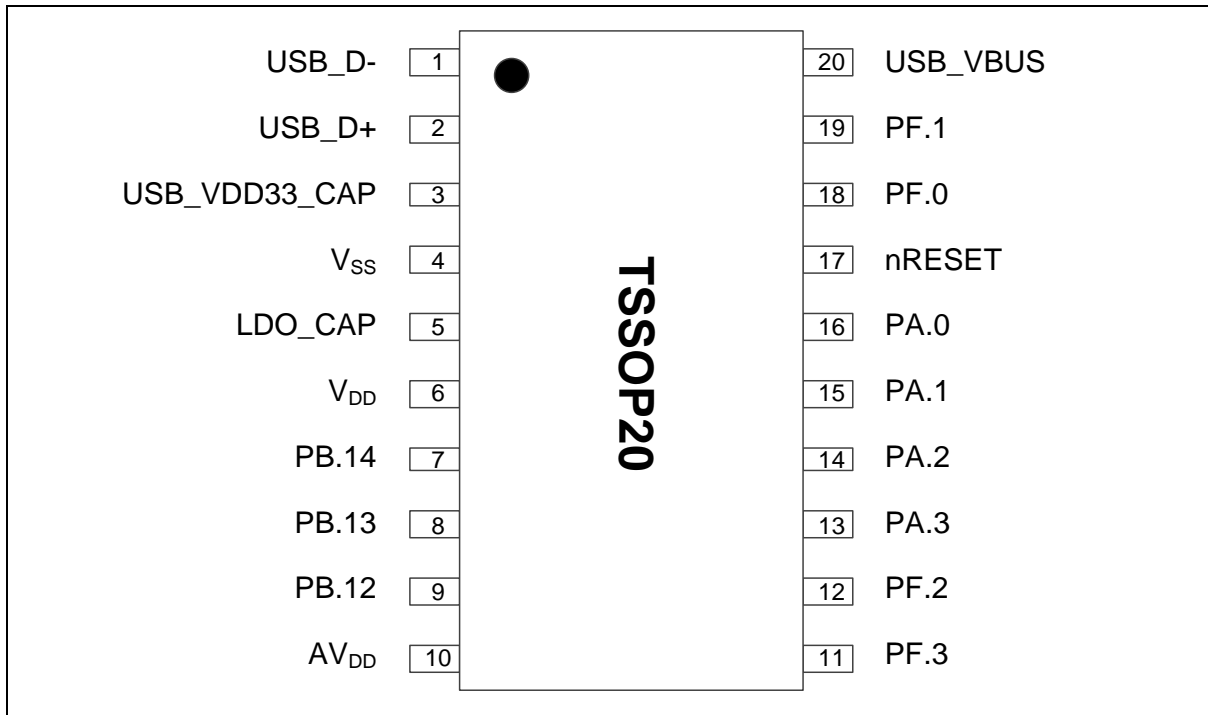 USB_D- 1 20 USB_VBUS
USB_D+ 2 19 PF.1
USB_VDD33_CAP 3 18 PF.0
VSS 4 17 nRESET
LDO_CAP 5 16 PA.0
VDD 6 15 PA.1
PB.14 7 14 PA.2
PB.13 8 13 PA.3
PB.12 9 12 PF.2
AVDD 10 11 PF.3
TSSOP20